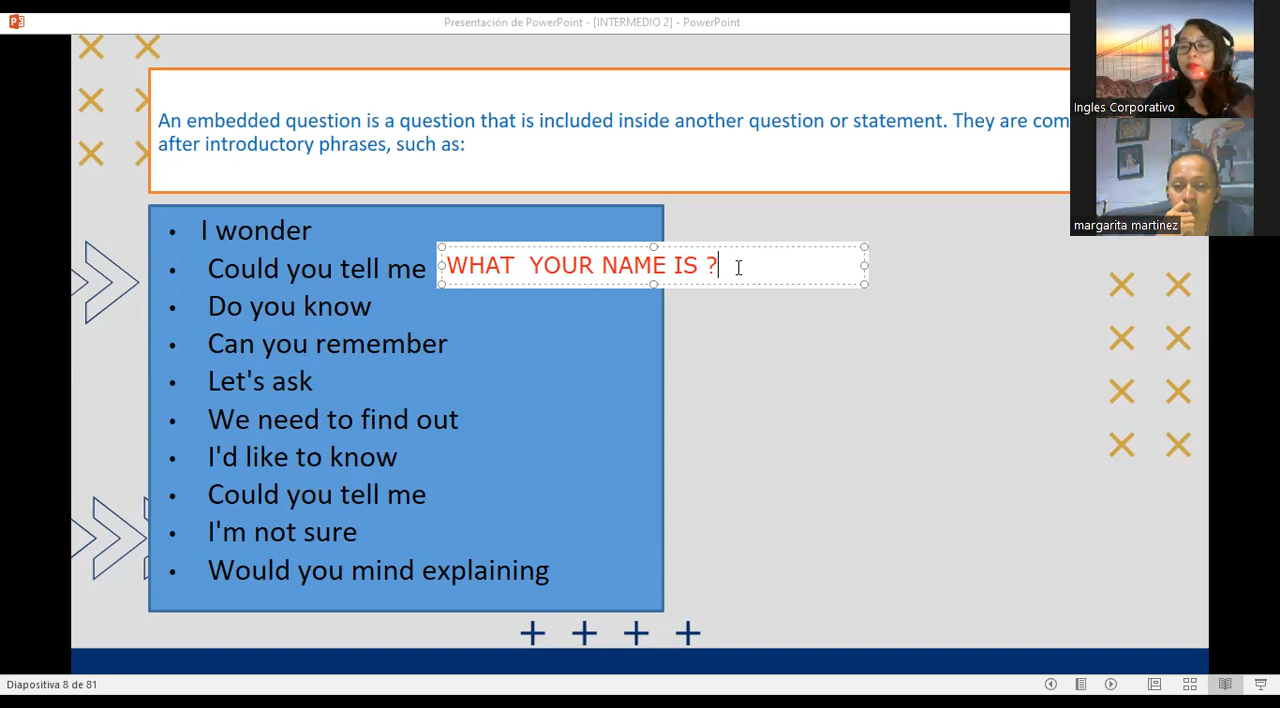 Presentación de PowerPoint - [INTERMEDIO 2] - PowerPoint
Ingles Corporativo
margarita martinez
An embedded question is a question that is included inside another question or statement. They are com
after introductory phrases, such as:
• I wonder
• Could you tell me WHAT YOUR NAME IS ?
• Do you know
• Can you remember
• Let's ask
• We need to find out
• I'd like to know
• Could you tell me
• I'm not sure
• Would you mind explaining
Diapositiva 8 de 81